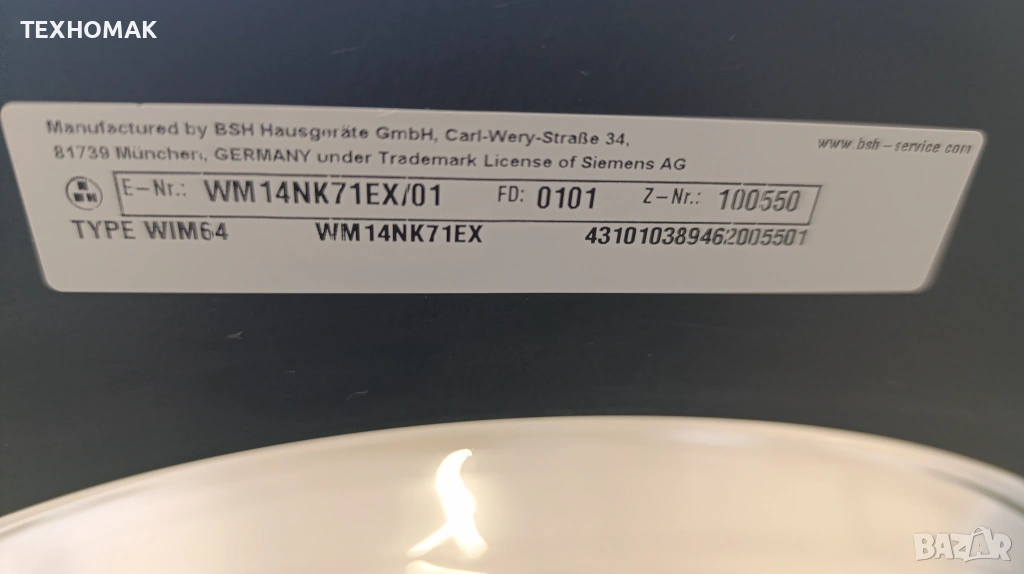 TEXHOMAK
Manufactured by BSH Hausgeräte GmbH, Carl-Wery-Straße 34,
81739 München, GERMANY under Trademark License of Siemens AG
www.bsh-service.com
E-Nr.: WM14NK71EX/01 FD: 0101 Z-Nr.: 100550
TYPE WIM64 WM14NK71EX 431010389462005501
BAZAR